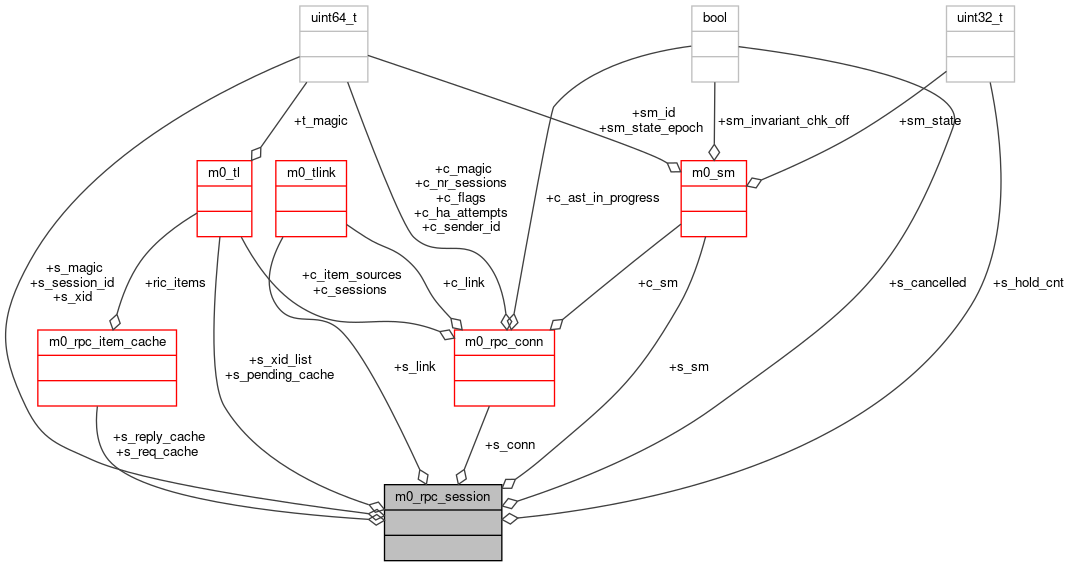 uint64_t
bool
uint32_t
+t_magic
+sm_id
+sm_state_epoch
+sm_invariant_chk_off
+sm_state
m0_tl
m0_tlink
m0_sm
+c_magic
+c_nr_sessions
+c_flags
+c_ha_attempts
+c_sender_id
+c_ast_in_progress
+s_magic
+s_session_id
+s_xid
+ric_items
+c_item_sources
+c_sessions
+c_link
+c_sm
+s_cancelled
+s_hold_cnt
m0_rpc_item_cache
m0_rpc_conn
+s_xid_list
+s_pending_cache
+s_link
+s_sm
+s_reply_cache
+s_req_cache
+s_conn
m0_rpc_session